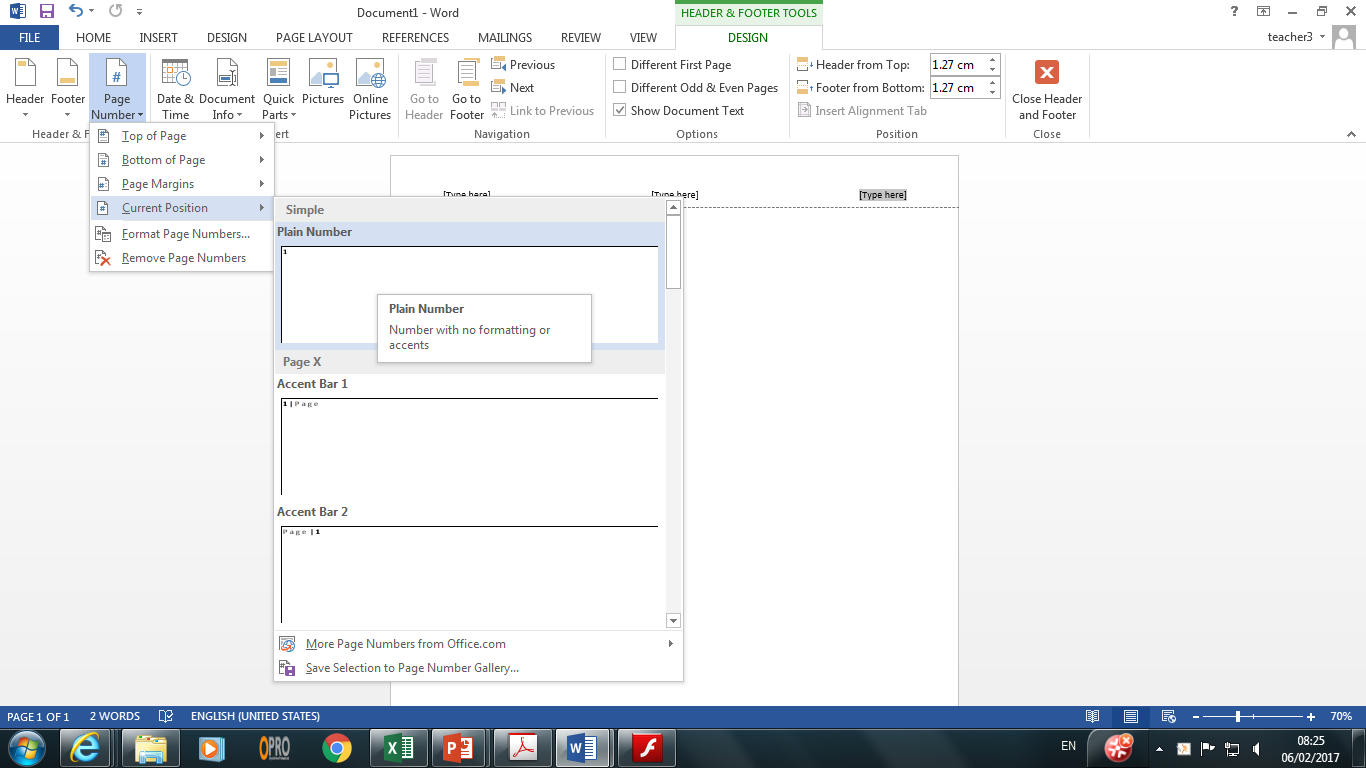 Document1 - Word
HEADER & FOOTER TOOLS
?
FILE
HOME
INSERT
DESIGN
PAGE LAYOUT
REFERENCES
MAILINGS
REVIEW
VIEW
DESIGN
teacher3
Header
Footer
Page
Number
Date &
Time
Document
Info
Quick
Parts
Pictures
Online
Pictures
Go to
Header
Go to
Footer
Previous
Next
Link to Previous
Different First Page
Different Odd & Even Pages
Show Document Text
Header from Top:
1.27 cm
Footer from Bottom:
1.27 cm
Insert Alignment Tab
Close Header
and Footer
Header & F
ert
Navigation
Options
Position
Close
Top of Page
Bottom of Page
Page Margins
Current Position
Format Page Numbers...
Remove Page Numbers
[Type here]
[Type here]
[Type here]
Simple
Plain Number
1
Plain Number
Number with no formatting or
accents
Page X
Accent Bar 1
1 | Page
Accent Bar 2
Page | 1
More Page Numbers from Office.com
Save Selection to Page Number Gallery...
PAGE 1 OF 1
2 WORDS
ENGLISH (UNITED STATES)
70%
OPRO
EN
08:25
06/02/2017